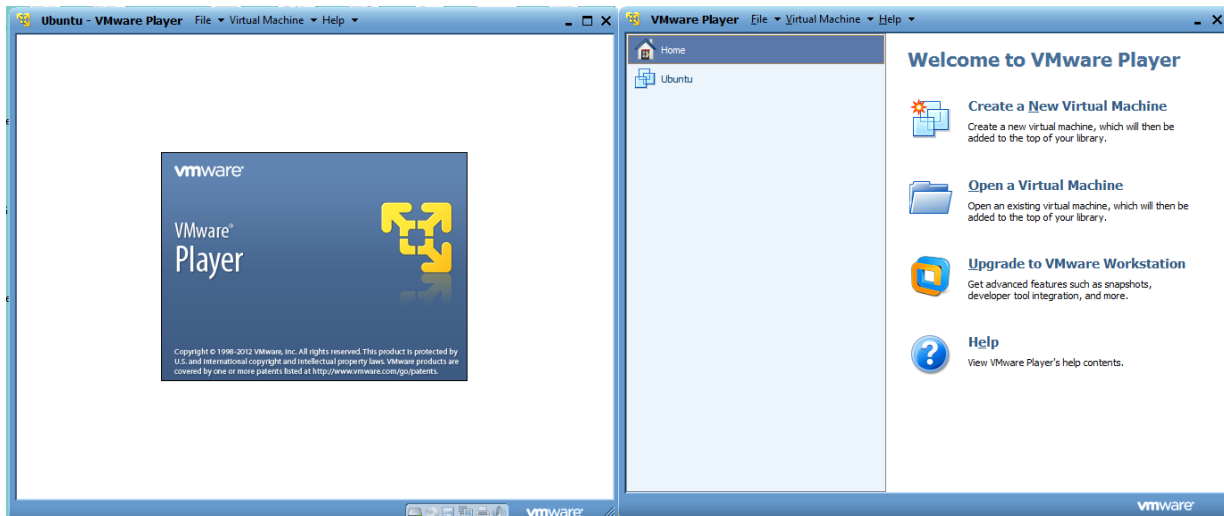 Ubuntu - VMware Player File Virtual Machine Help
vmware
VMware®
Player
Copyright © 1998-2012 VMware, Inc. All rights reserved. This product is protected by
U.S. and international copyright and intellectual property laws. VMware products are
covered by one or more patents listed at http://www.vmware.com/go/patents.
vmware
VMware Player File Virtual Machine Help
Home
Ubuntu
Welcome to VMware Player
Create a New Virtual Machine
Create a new virtual machine, which will then be
added to the top of your library.
Open a Virtual Machine
Open an existing virtual machine, which will then be
added to the top of your library.
Upgrade to VMware Workstation
Get advanced features such as snapshots,
developer tool integration, and more.
Help
View VMware Player's help contents.
vmware